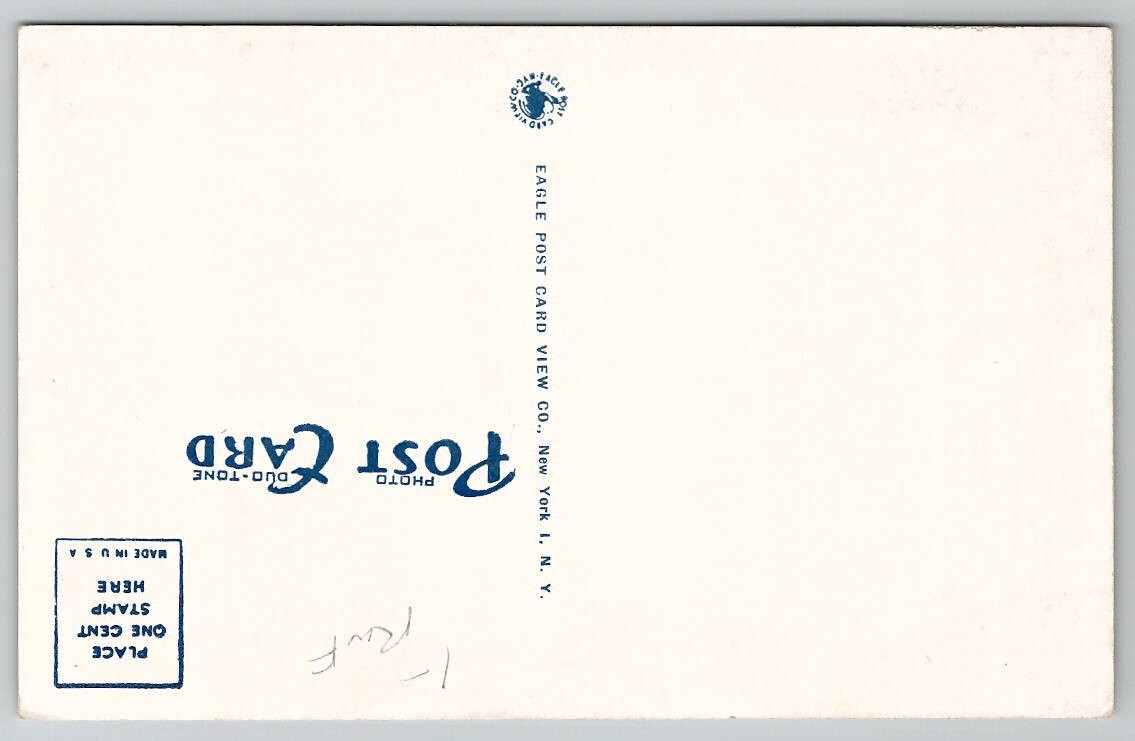 PLACE
ONE CENT
STAMP
HERE
MADE IN U S A
PHOTO DUO-TONE
POST CARD
EAGLE POST CARD VIEW CO., New York 1, N. Y.
EAGLE POST CARD VIEW CO.